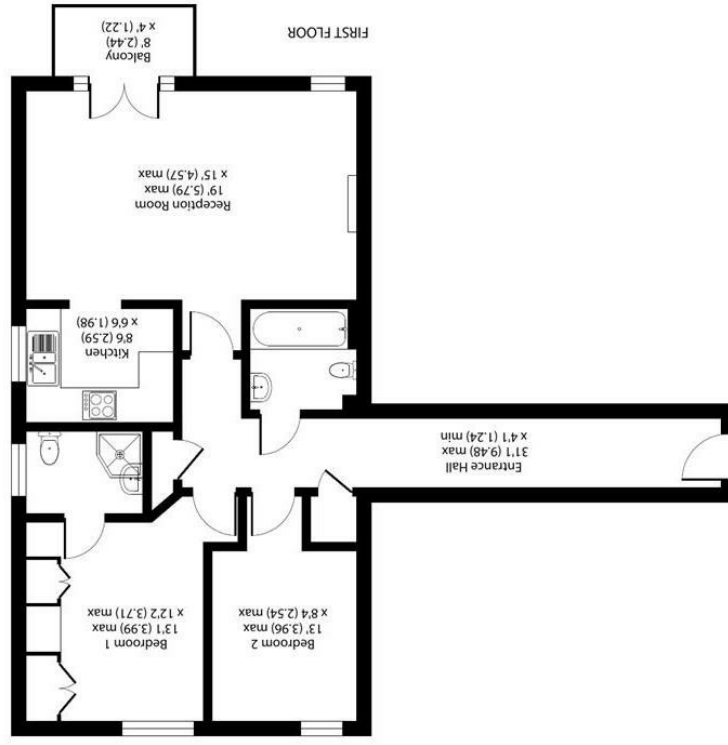 Bedroom 2
13' (3.96) max
x 8'4 (2.54) max
Bedroom 1
13'1 (3.99) max
x 12'2 (3.71) max
Entrance Hall
31'1 (9.48) max
x 4'1 (1.24) min
Kitchen
8'6 (2.59)
x 6'6 (1.98)
Reception Room
19' (5.79) max
x 15' (4.57) max
Balcony
8' (2.44)
x 4' (1.22)
FIRST FLOOR